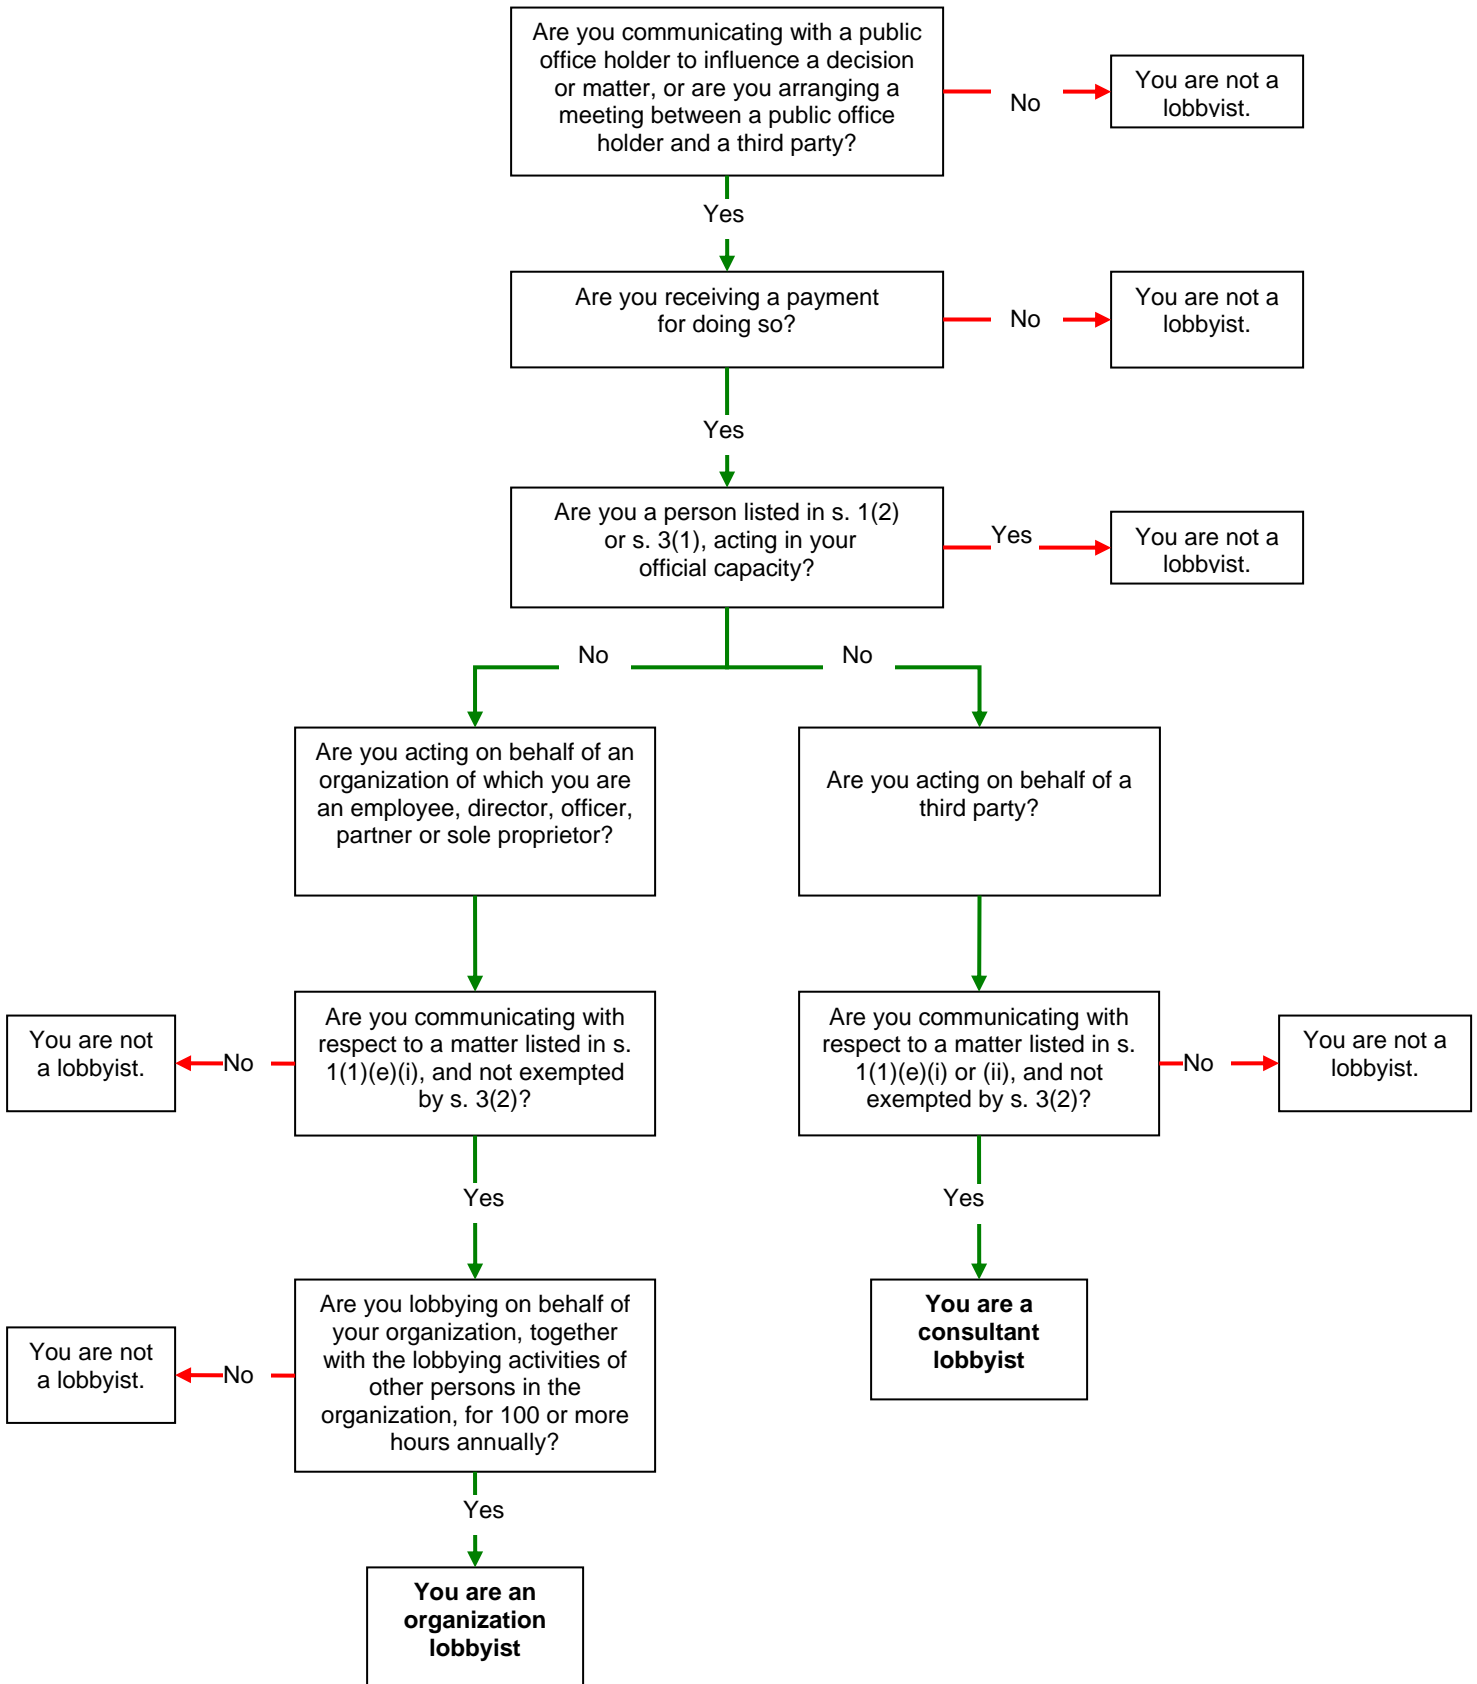 Are you communicating with a public
office holder to influence a decision
or matter, or are you arranging a
meeting between a public office
holder and a third party?
No
You are not a
lobbyist.
Yes
Are you receiving a payment
for doing so?
No
You are not a
lobbyist.
Yes
Are you a person listed in s. 1(2)
or s. 3(1), acting in your
official capacity?
Yes
You are not a
lobbyist.
No
No
Are you acting on behalf of an
organization of which you are
an employee, director, officer,
partner or sole proprietor?
Are you acting on behalf of a
third party?
You are not
a lobbyist.
No
Are you communicating with
respect to a matter listed in s.
1(1)(e)(i), and not exempted
by s. 3(2)?
Are you communicating with
respect to a matter listed in s.
1(1)(e)(i) or (ii), and not
exempted by s. 3(2)?
No
You are not a
lobbyist.
Yes
Yes
You are not
a lobbyist.
No
Are you lobbying on behalf of
your organization, together
with the lobbying activities of
other persons in the
organization, for 100 or more
hours annually?
You are a
consultant
lobbyist
Yes
You are an
organization
lobbyist